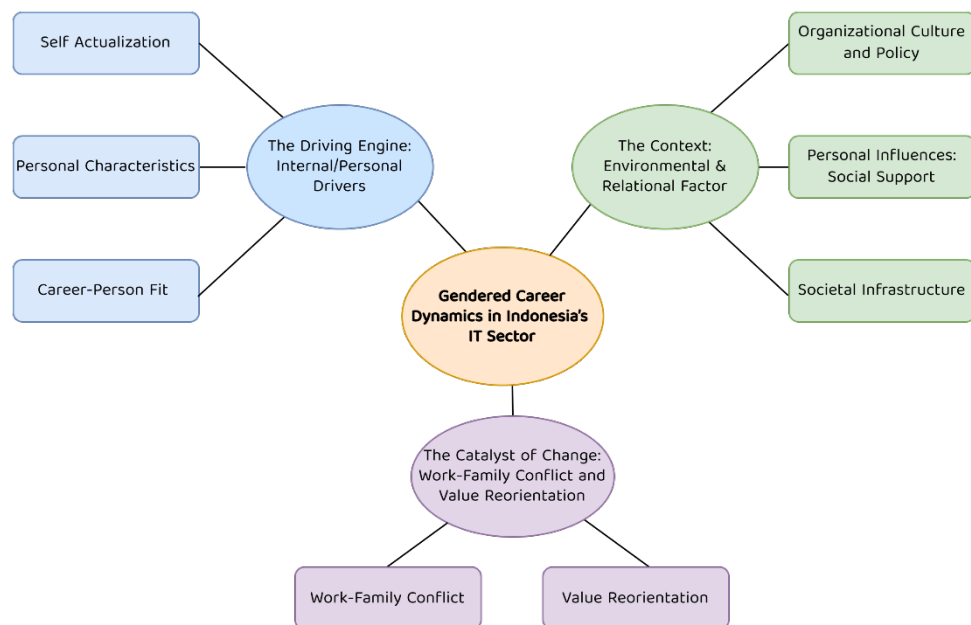 Self Actualization
Personal Characteristics
Career-Person Fit
The Driving Engine:
Internal/Personal
Drivers
The Context:
Environmental &
Relational Factor
Organizational Culture
and Policy
Personal Influences:
Social Support
Societal Infrastructure
Gendered Career
Dynamics in Indonesia's
IT Sector
The Catalyst of Change:
Work-Family Conflict and
Value Reorientation
Work-Family Conflict
Value Reorientation